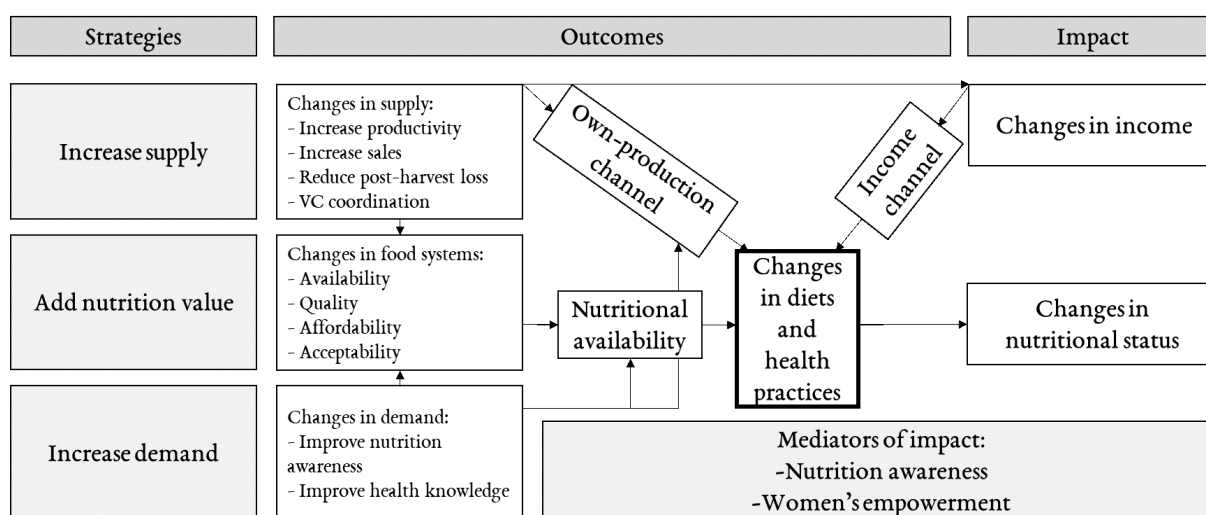 Strategies
Outcomes
Impact
Increase supply
Changes in supply:
- Increase productivity
- Increase sales
- Reduce post-harvest loss
- VC coordination
Own-production
channel
Income
channel
Changes in income
Add nutrition value
Changes in food systems:
- Availability
- Quality
- Affordability
- Acceptability
Nutritional
availability
Changes
in diets
and
health
practices
Changes in
nutritional status
Increase demand
Changes in demand:
- Improve nutrition
awareness
- Improve health knowledge
Mediators of impact:
-Nutrition awareness
-Women's empowerment